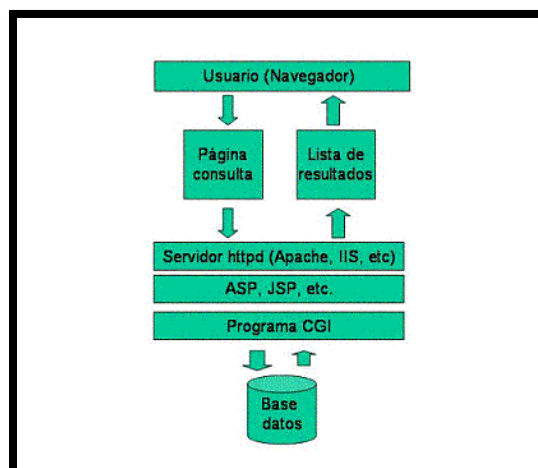 Usuario (Navegador)
Página
consulta
Lista de
resultados
Servidor httpd (Apache, IIS, etc)
ASP, JSP, etc.
Programa CGI
Base
datos